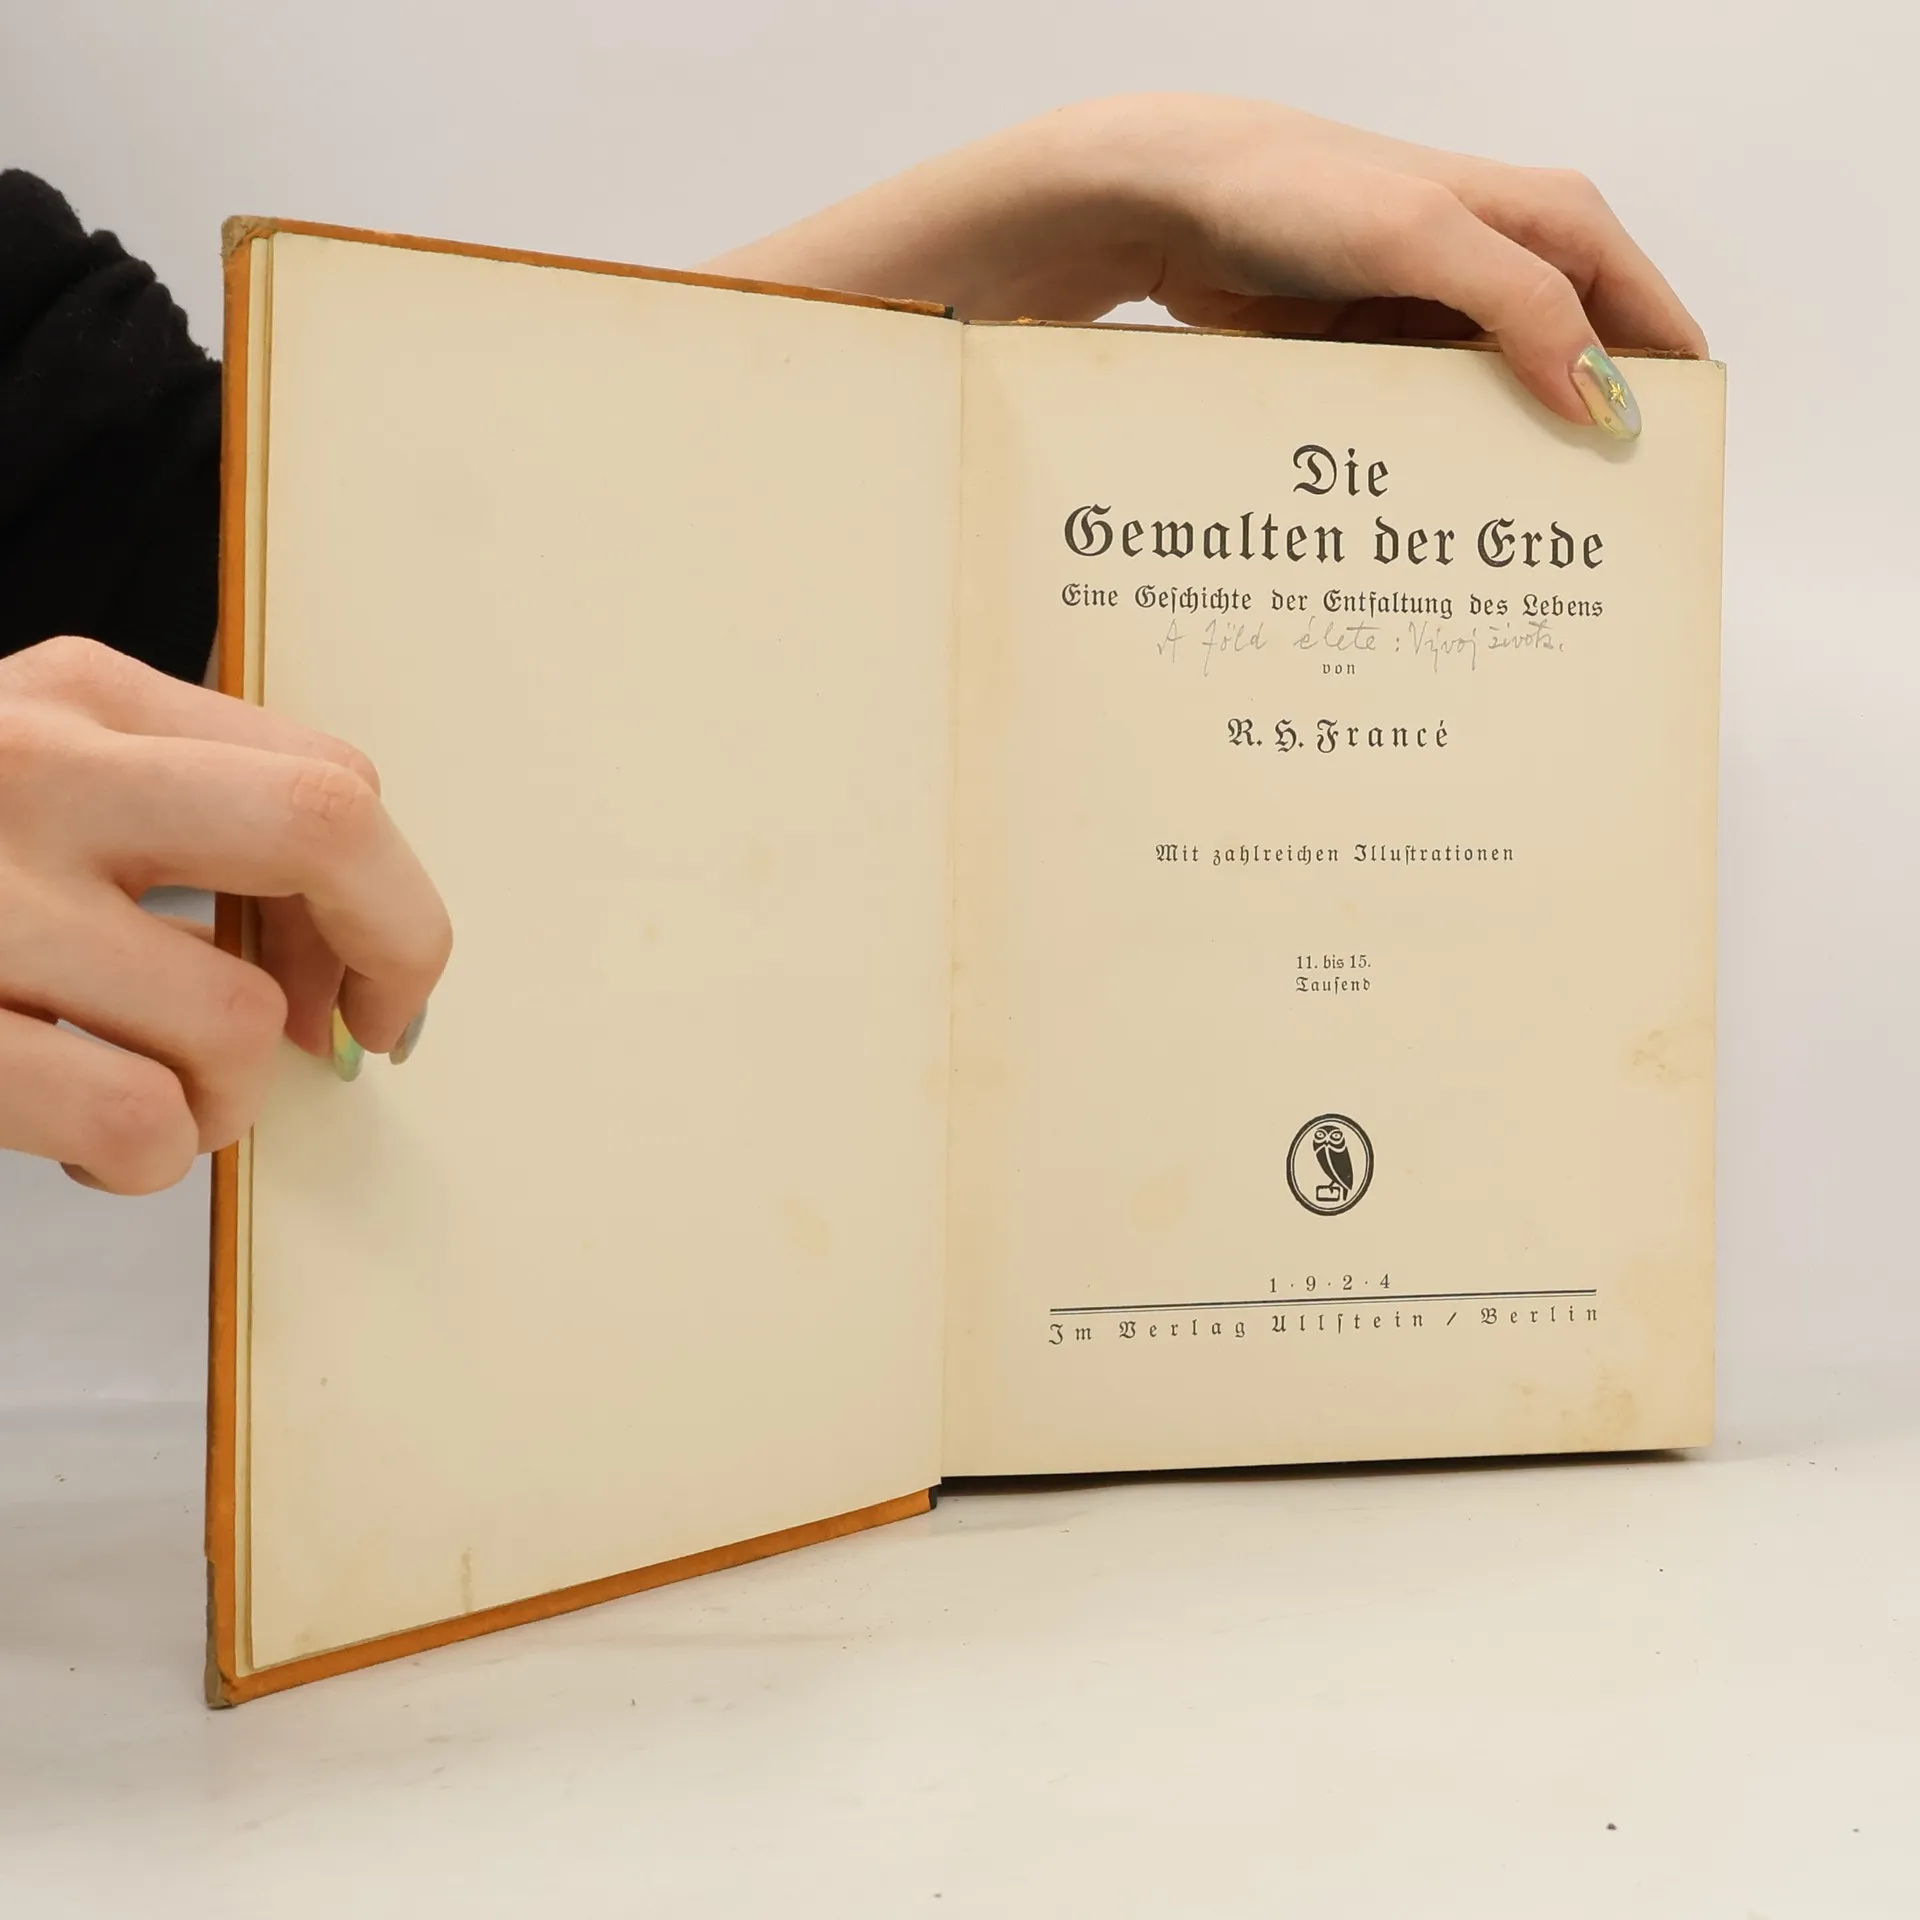 Die
Gewalten der Erde
Eine Geſchichte der Entfaltung des Lebens
A föld élete : Vývoj život
von
R. H. Francé
Mit zahlreichen Illuſtrationen
11. bis 15.
Tauſend
1 · 9 · 2 · 4
Im Verlag Ullſtein / Berlin